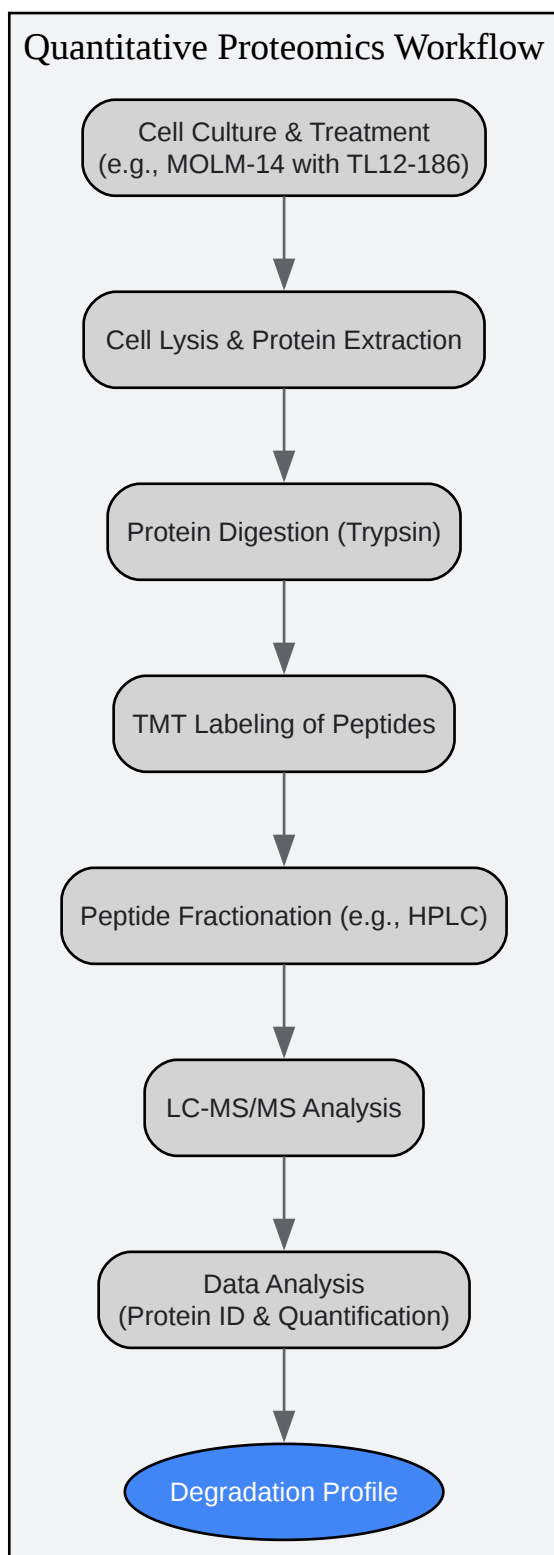 Quantitative Proteomics Workflow
Cell Culture & Treatment
(e.g., MOLM-14 with TL12-186)
Cell Lysis & Protein Extraction
Protein Digestion (Trypsin)
TMT Labeling of Peptides
Peptide Fractionation (e.g., HPLC)
LC-MS/MS Analysis
Data Analysis
(Protein ID & Quantification)
Degradation Profile